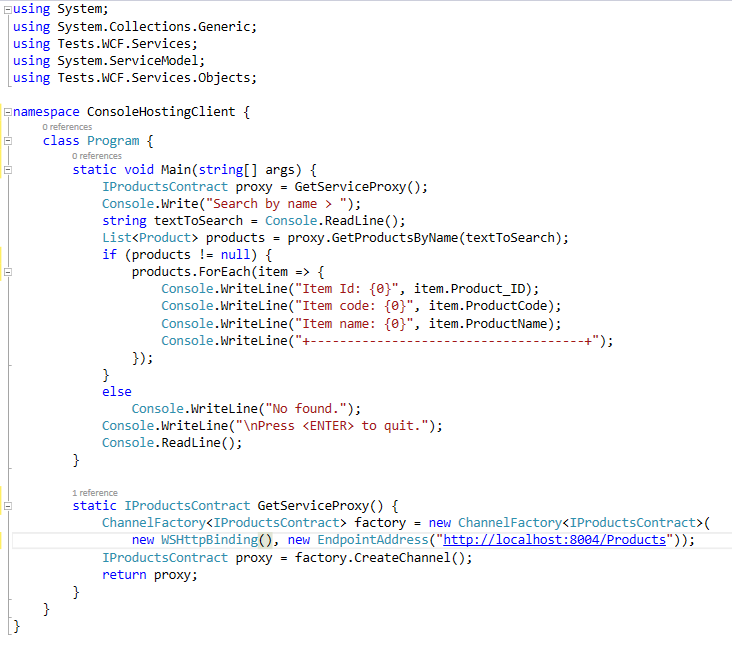 using System;
using System.Collections.Generic;
using Tests.WCF.Services;
using System.ServiceModel;
using Tests.WCF.Services.Objects;

namespace ConsoleHostingClient {
0 references
    class Program {
0 references
        static void Main(string[] args) {
            IProductsContract proxy = GetServiceProxy();
            Console.Write("Search by name > ");
            string textToSearch = Console.ReadLine();
            List<Product> products = proxy.GetProductsByName(textToSearch);
            if (products != null) {
                products.ForEach(item => {
                    Console.WriteLine("Item Id: {0}", item.Product_ID);
                    Console.WriteLine("Item code: {0}", item.ProductCode);
                    Console.WriteLine("Item name: {0}", item.ProductName);
                    Console.WriteLine("+-------------------------------------+");
                });
            }
            else
                Console.WriteLine("No found.");
            Console.WriteLine("\nPress <ENTER> to quit.");
            Console.ReadLine();
        }

1 reference
        static IProductsContract GetServiceProxy() {
            ChannelFactory<IProductsContract> factory = new ChannelFactory<IProductsContract>(
                new WSHttpBinding(), new EndpointAddress("http://localhost:8004/Products"));
            IProductsContract proxy = factory.CreateChannel();
            return proxy;
        }
    }
}